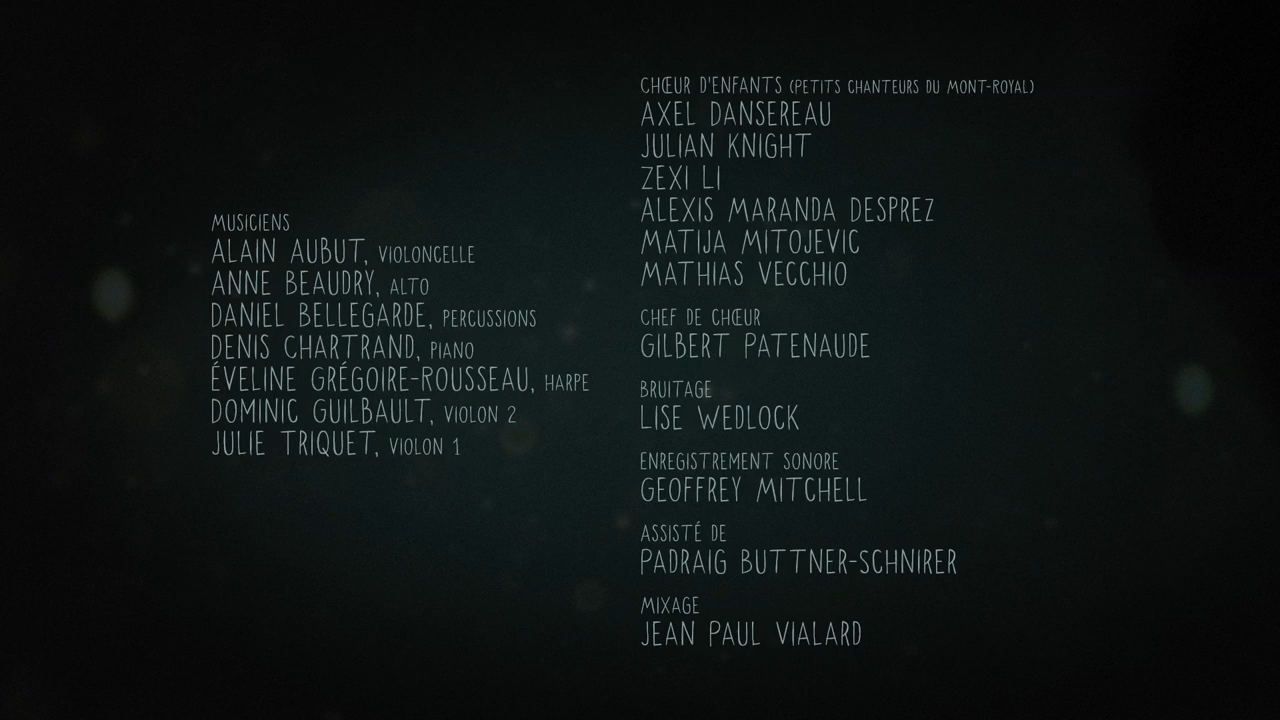 MUSICIENS
ALAIN AUBUT, VIOLONCELLE
ANNE BEAUDRY, ALTO
DANIEL BELLEGARDE, PERCUSSIONS
DENIS CHARTRAND, PIANO
ÉVELINE GRÉGOIRE-ROUSSEAU, HARPE
DOMINIC GUILBAULT, VIOLON 2
JULIE TRIQUET, VIOLON 1
CHŒUR D'ENFANTS (PETITS CHANTEURS DU MONT-ROYAL)
AXEL DANSEREAU
JULIAN KNIGHT
ZEXI LI
ALEXIS MARANDA DESPREZ
MATIJA MITOJEVIC
MATHIAS VECCHIO
CHEF DE CHŒUR
GILBERT PATENAUDE
BRUITAGE
LISE WEDLOCK
ENREGISTREMENT SONORE
GEOFFREY MITCHELL
ASSISTÉ DE
PADRAIG BUTTNER-SCHNIRER
MIXAGE
JEAN PAUL VIALARD